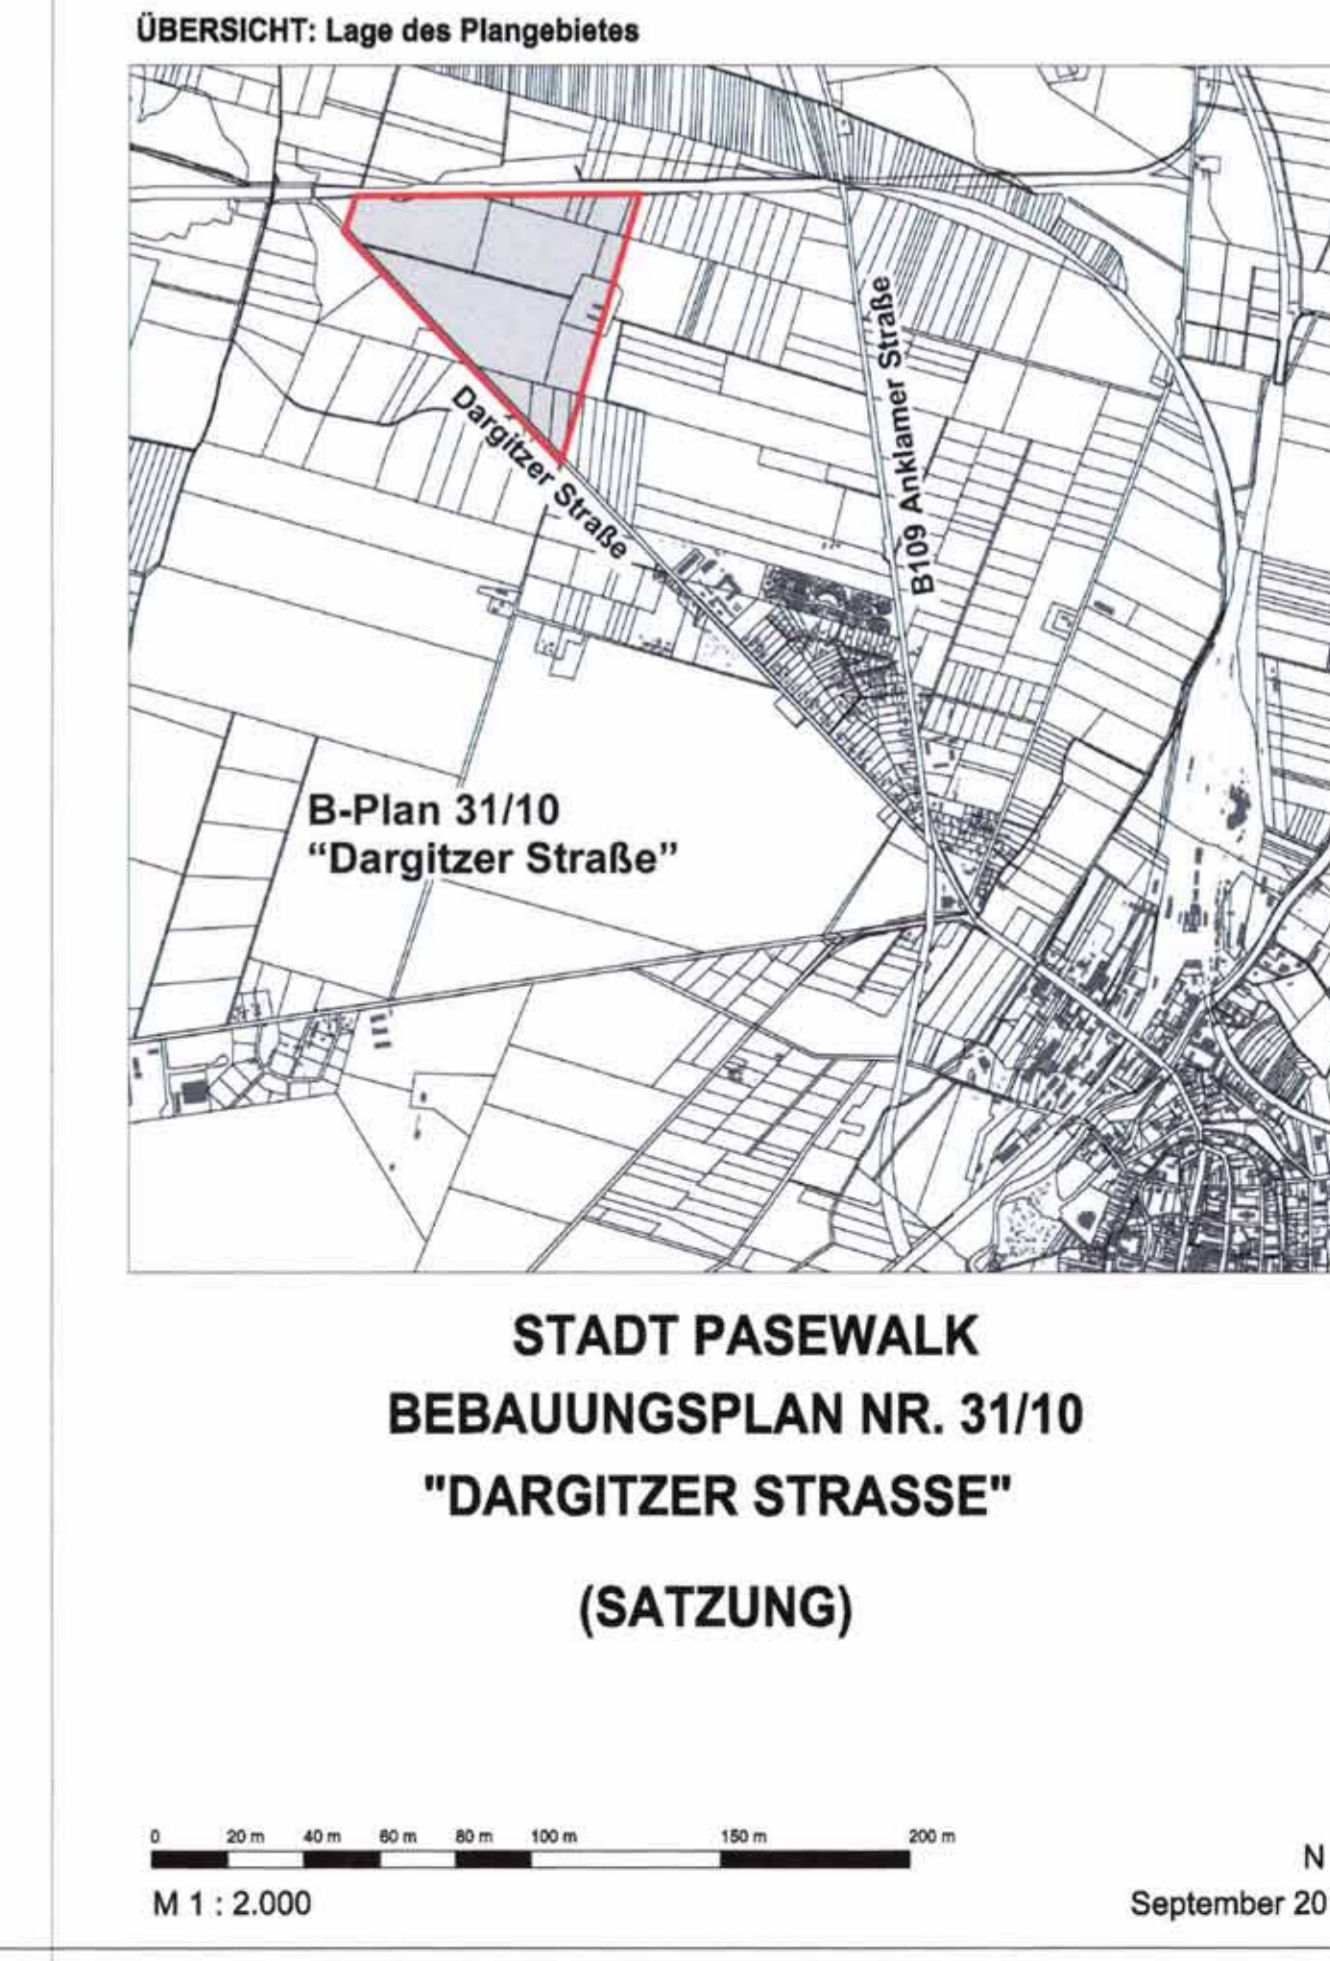 ÜBERSICHT: Lage des Plangebietes
B109 Anklamer Straße
Dargitzer Straße
B-Plan 31/10
“Dargitzer Straße”
STADT PASEWALK
BEBAUUNGSPLAN NR. 31/10
"DARGITZER STRASSE"
(SATZUNG)
0 20 m 40 m 60 m 80 m 100 m 150 m 200 m
M 1 : 2.000
N
September 20